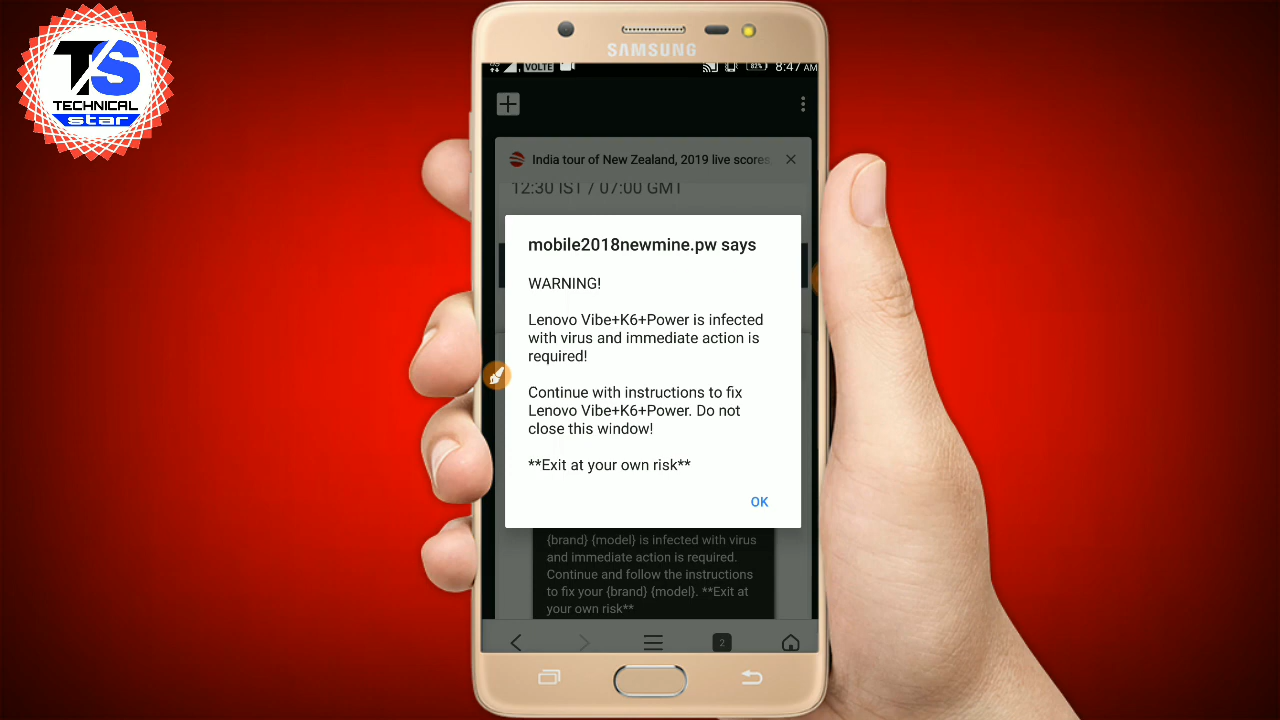 TS
TECHNICAL
star
SAMSUNG
VOLTE
82%
8:47 AM
India tour of New Zealand, 2019 live scores
12:30 IST / 07:00 GMT
mobile2018newmine.pw says
WARNING!
Lenovo Vibe+K6+Power is infected
with virus and immediate action is
required!
Continue with instructions to fix
Lenovo Vibe+K6+Power. Do not
close this window!
**Exit at your own risk**
OK
{brand} {model} is infected with virus
and immediate action is required.
Continue and follow the instructions
to fix your {brand} {model}. **Exit at
your own risk**
2